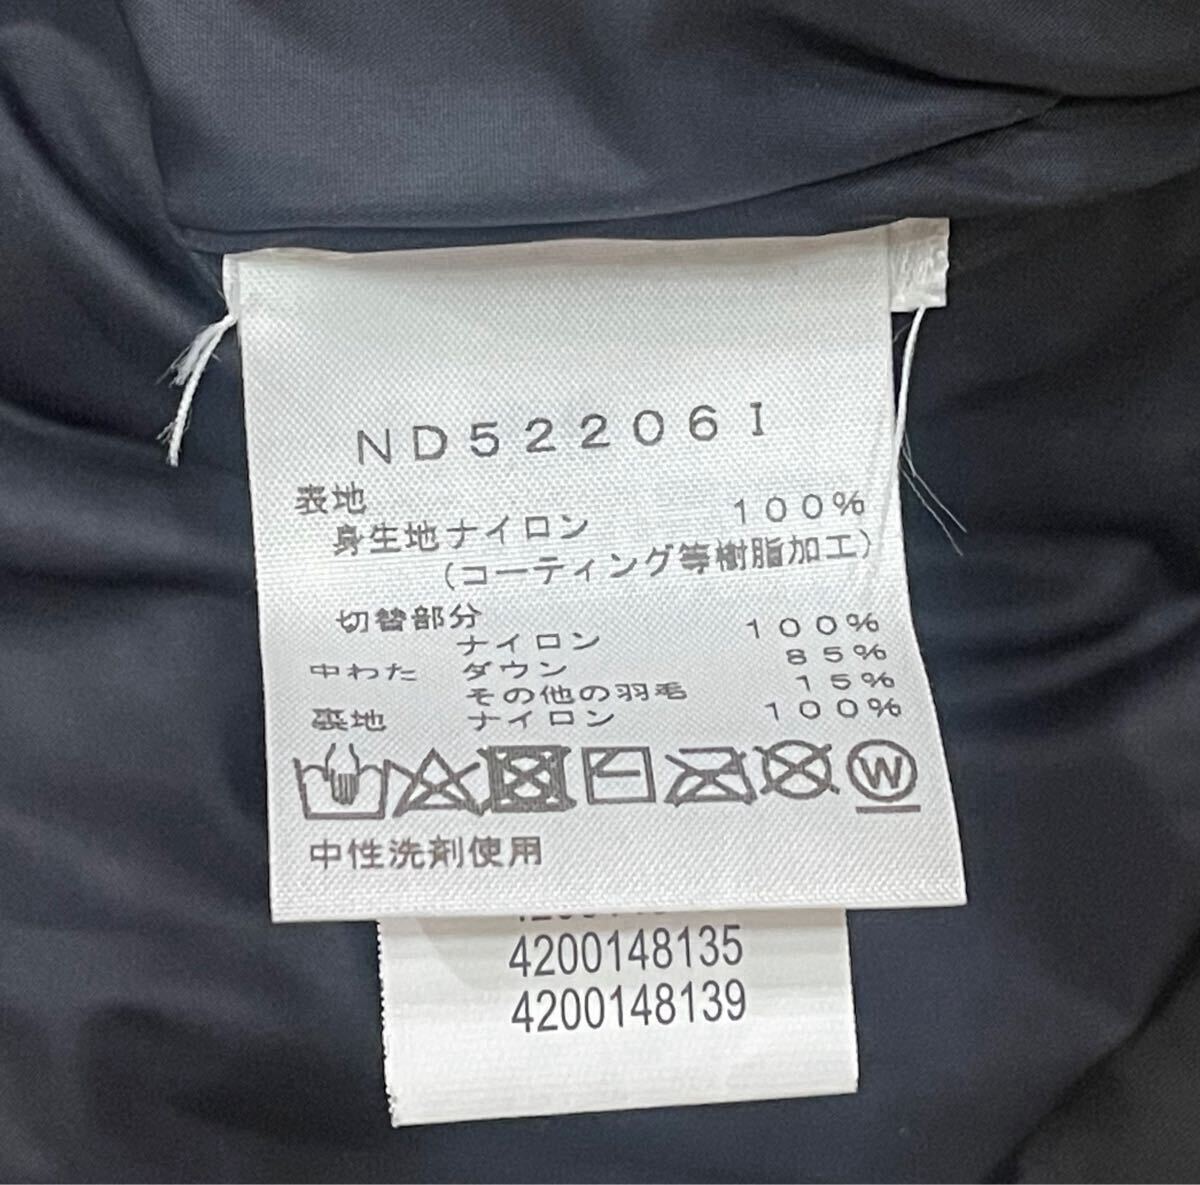 ND52206I
表地
身生地ナイロン 100%
(コーティング等樹脂加工)
切替部分
ナイロン 100%
中わた ダウン 85%
その他の羽毛 15%
裏地 ナイロン 100%
W
中性洗剤使用
4200148135
4200148139